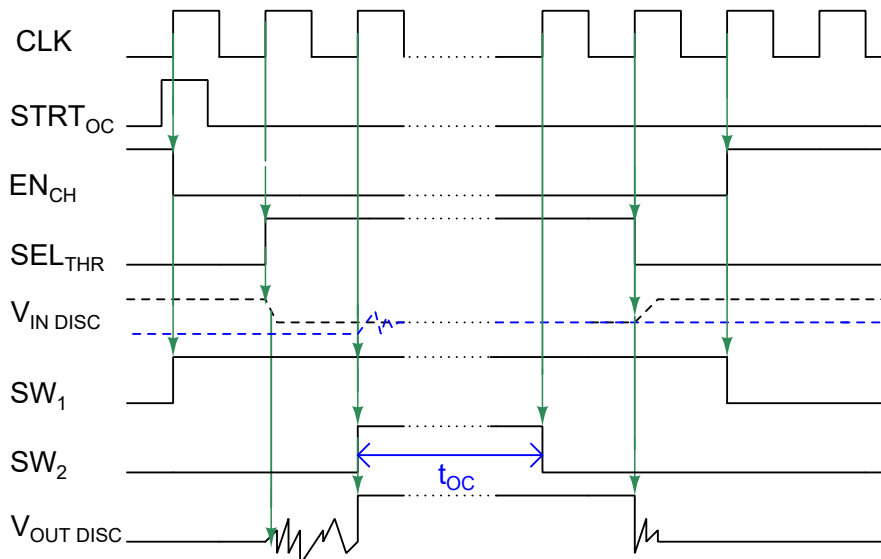 CLK
STRT_OC
EN_CH
SEL_THR
V_IN DISC
SW_1
SW_2
t_OC
V_OUT DISC